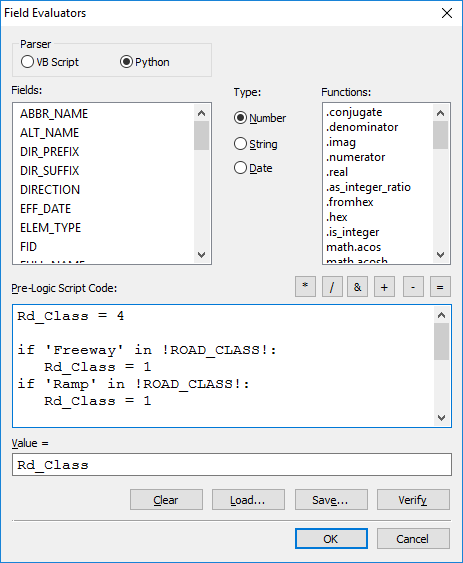 Field Evaluators
Parser
VB Script
Python
Fields:
Type:
Functions:
ABBR_NAME
ALT_NAME
DIR_PREFIX
DIR_SUFFIX
DIRECTION
EFF_DATE
ELEM_TYPE
FID
FULL_NAME
Number
String
Date
.conjugate
.denominator
.imag
.numerator
.real
.as_integer_ratio
.fromhex
.hex
.is_integer
math.acos
math.acosh
Pre-Logic Script Code:
* / & + - =
Rd_Class = 4
if 'Freeway' in !ROAD_CLASS!:
Rd_Class = 1
if 'Ramp' in !ROAD_CLASS!:
Rd_Class = 1
Value =
Rd_Class
Clear
Load...
Save...
Verify
OK
Cancel